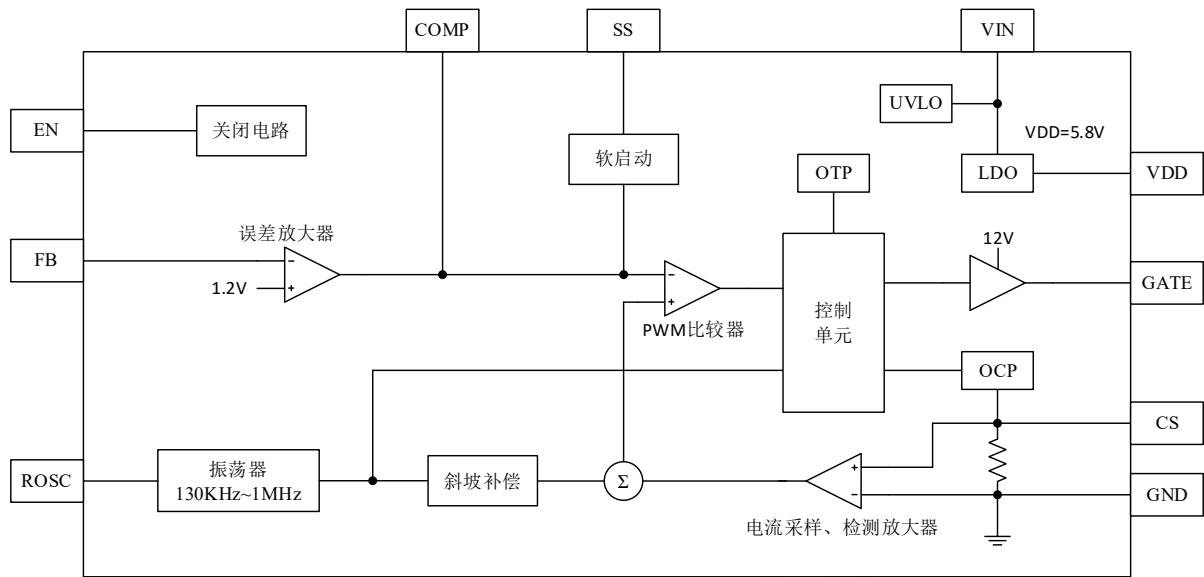 COMP
SS
VIN
EN
关闭电路
UVLO
VDD=5.8V
软启动
OTP
LDO
VDD
误差放大器
FB
-
+
1.2V
-
+
PWM比较器
控制
单元
12V
GATE
OCP
CS
ROSC
振荡器
130KHz~1MHz
斜坡补偿
Σ
+
-
GND
电流采样、检测放大器